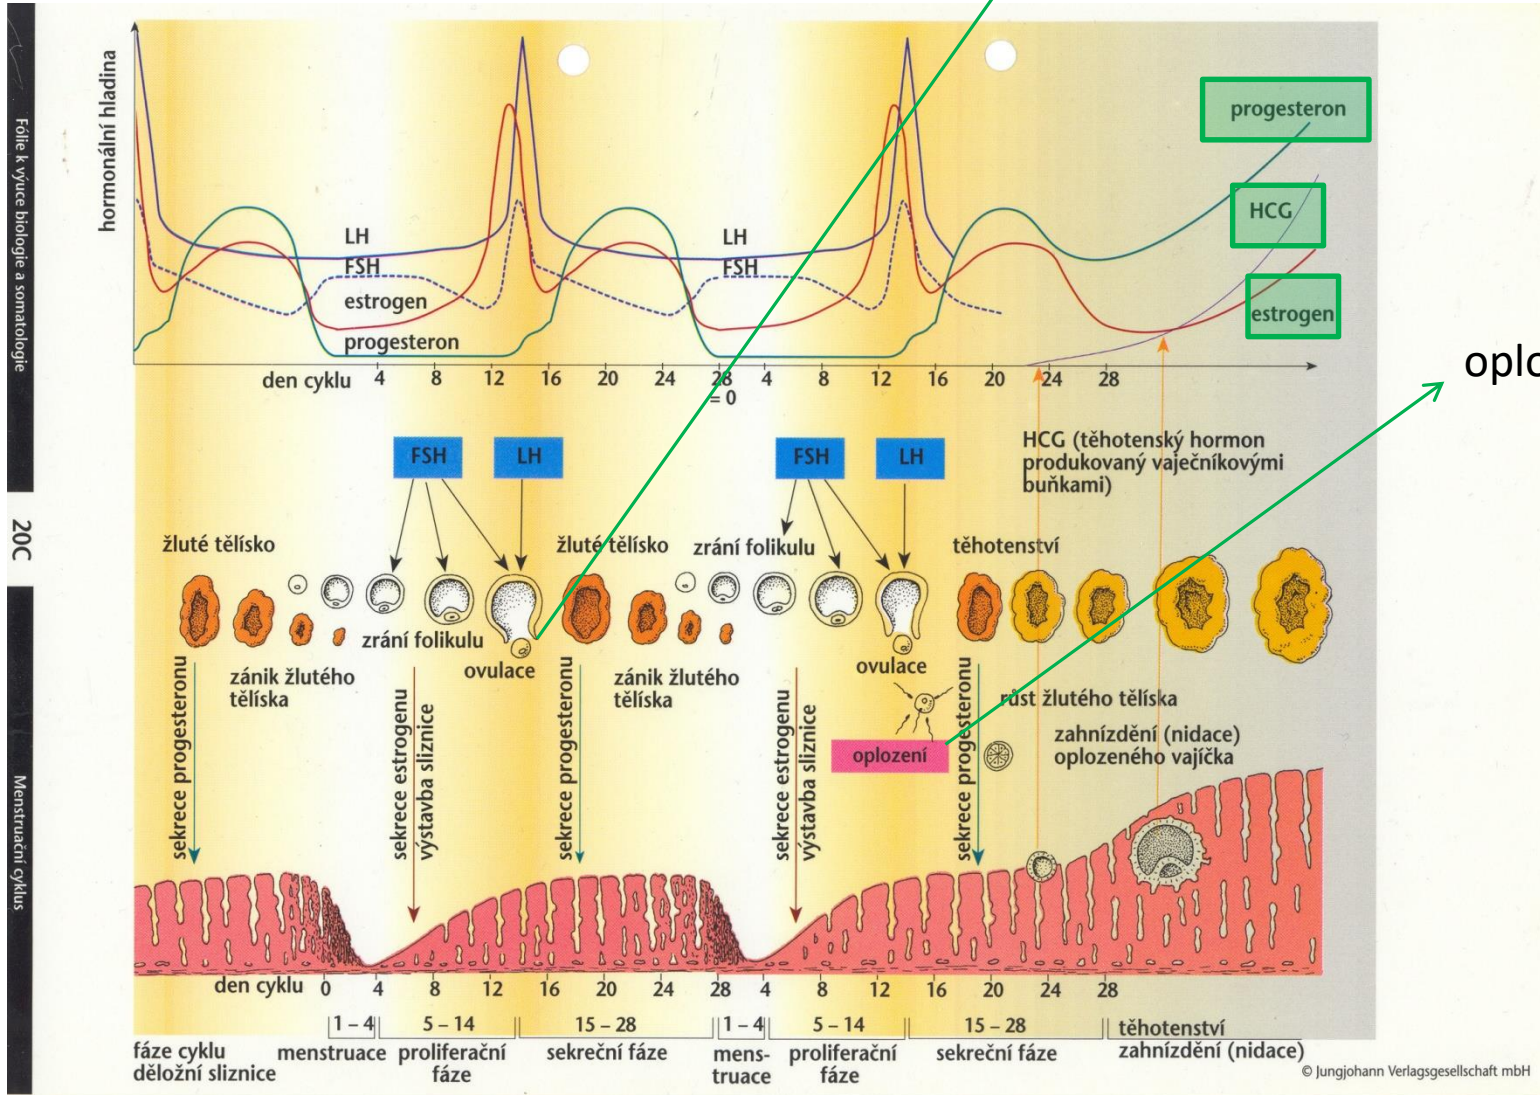 Fólie k výuce biologie a somatologie
20C
Menstruační cyklus
hormonální hladina
progesteron
HCG
estrogen
LH
FSH
estrogen
progesteron
LH
FSH
den cyklu 4 8 12 16 20 24 28 4 8 12 16 20 24 28
= 0
oplo
FSH LH FSH LH
HCG (těhotenský hormon
produkovaný vaječníkovými
buňkami)
žluté tělísko
zrání folikulu
ovulace
zánik žlutého
tělíska
žluté tělísko
zrání folikulu
zánik žlutého
tělíska
ovulace
těhotenství
růst žlutého tělíska
oplození
zahnízdění (nidace)
oplozeného vajíčka
sekrece progesteronu
sekrece estrogenu
výstavba sliznice
sekrece progesteronu
sekrece estrogenu
výstavba sliznice
sekrece progesteronu
den cyklu 0 4 8 12 16 20 24 28 4 8 12 16 20 24 28
1 – 4 5 – 14 15 – 28 1 – 4 5 – 14 15 – 28
fáze cyklu
děložní sliznice
menstruace
proliferační
fáze
sekreční fáze
mens-
truace
proliferační
fáze
sekreční fáze
těhotenství
zahnízdění (nidace)
© Jungjohann Verlagsgesellschaft mbH